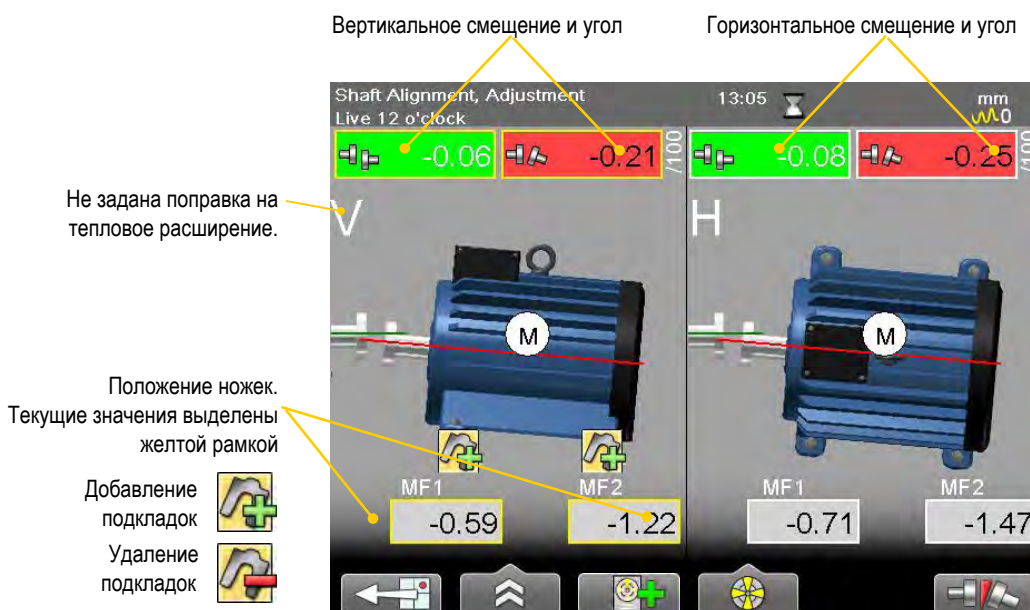 Вертикальное смещение и угол
Горизонтальное смещение и угол
Shaft Alignment, Adjustment
13:05
mm
Live 12 o'clock
0
-0.06
-0.21
/100
-0.08
-0.25
/100
Не задана поправка на
тепловое расширение.
V
H
M
M
Положение ножек.
Текущие значения выделены
желтой рамкой
Добавление
подкладок
Удаление
подкладок
MF1
MF2
MF1
MF2
-0.59
-1.22
-0.71
-1.47